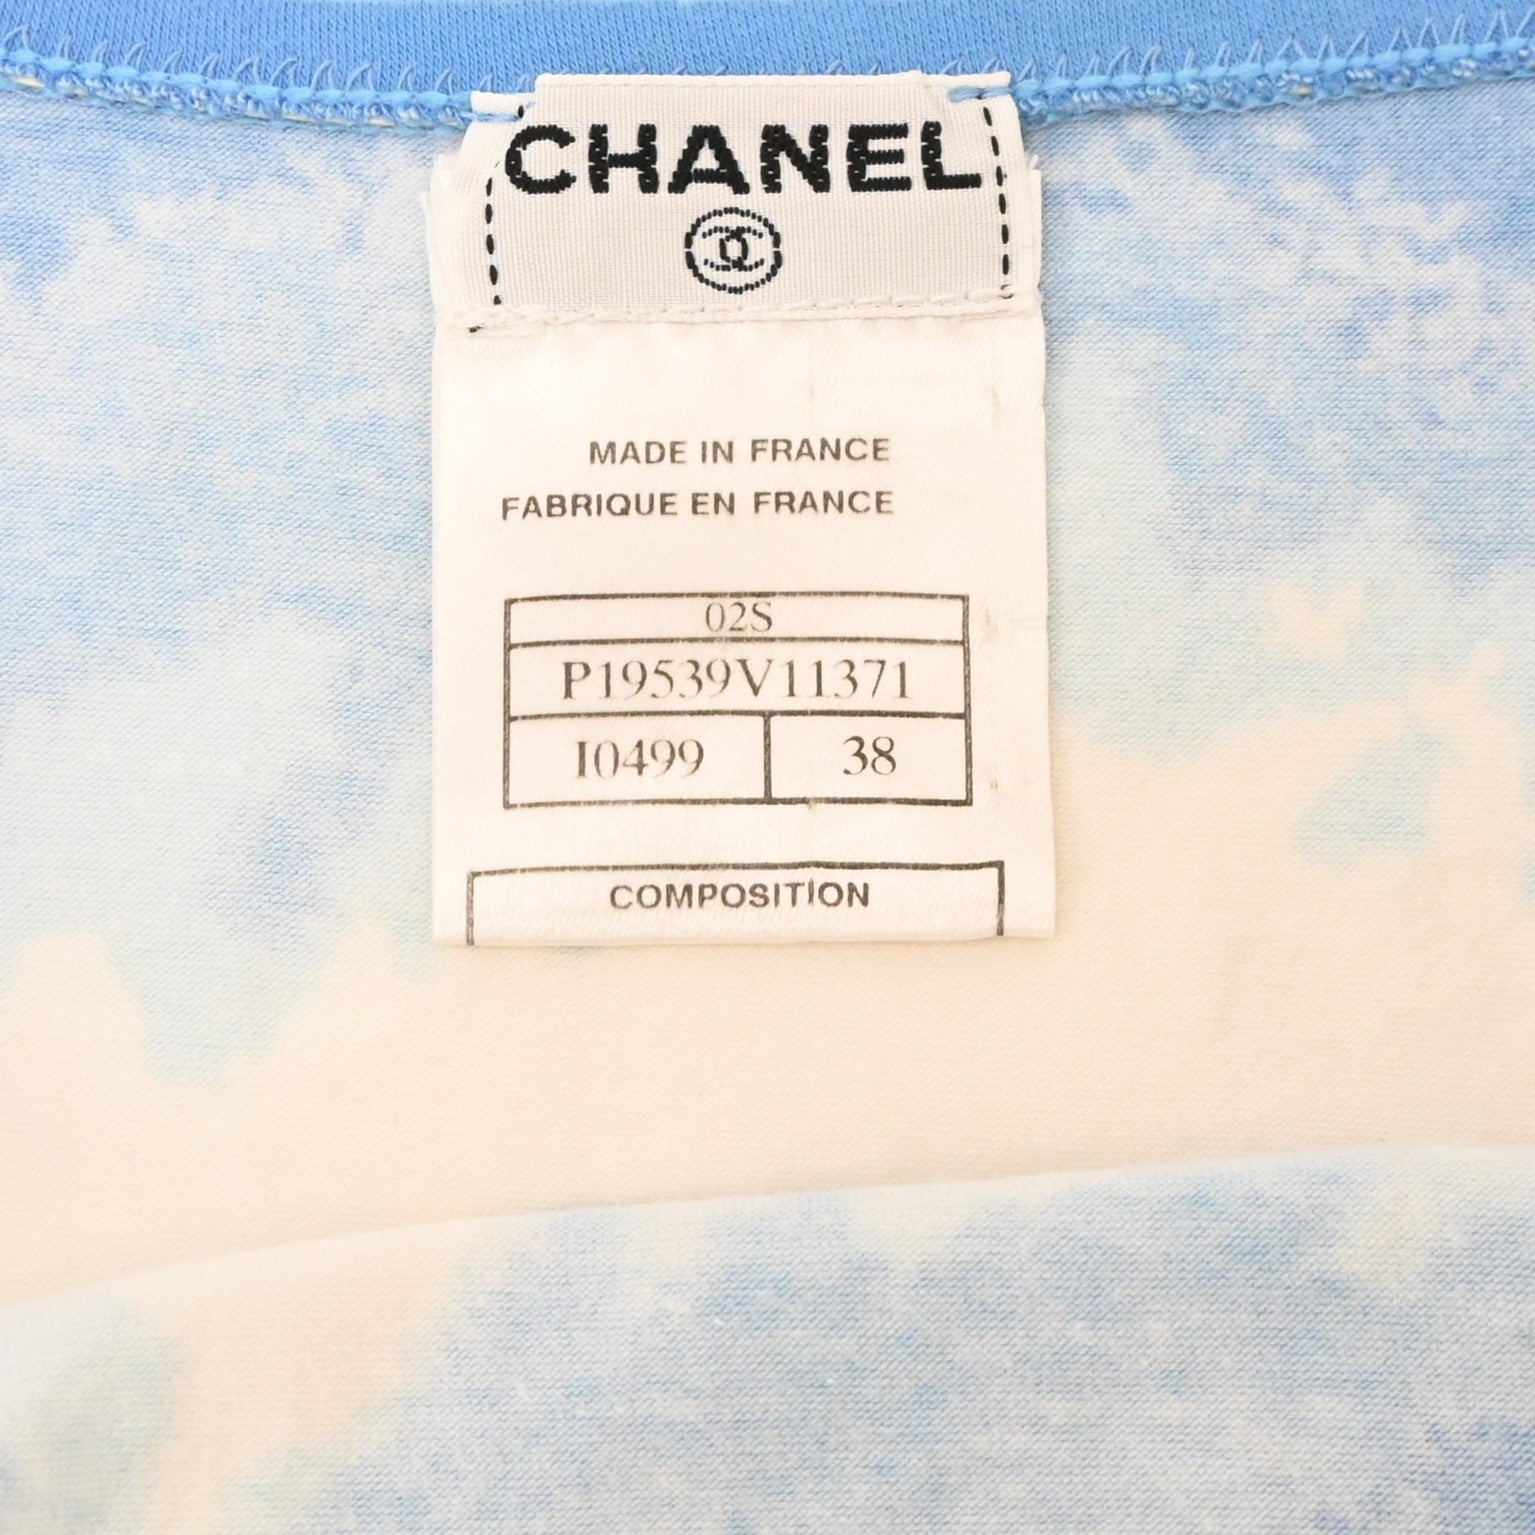 CHANEL
MADE IN FRANCE
FABRIQUE EN FRANCE
02S
P19539V11371
I0499 38
COMPOSITION